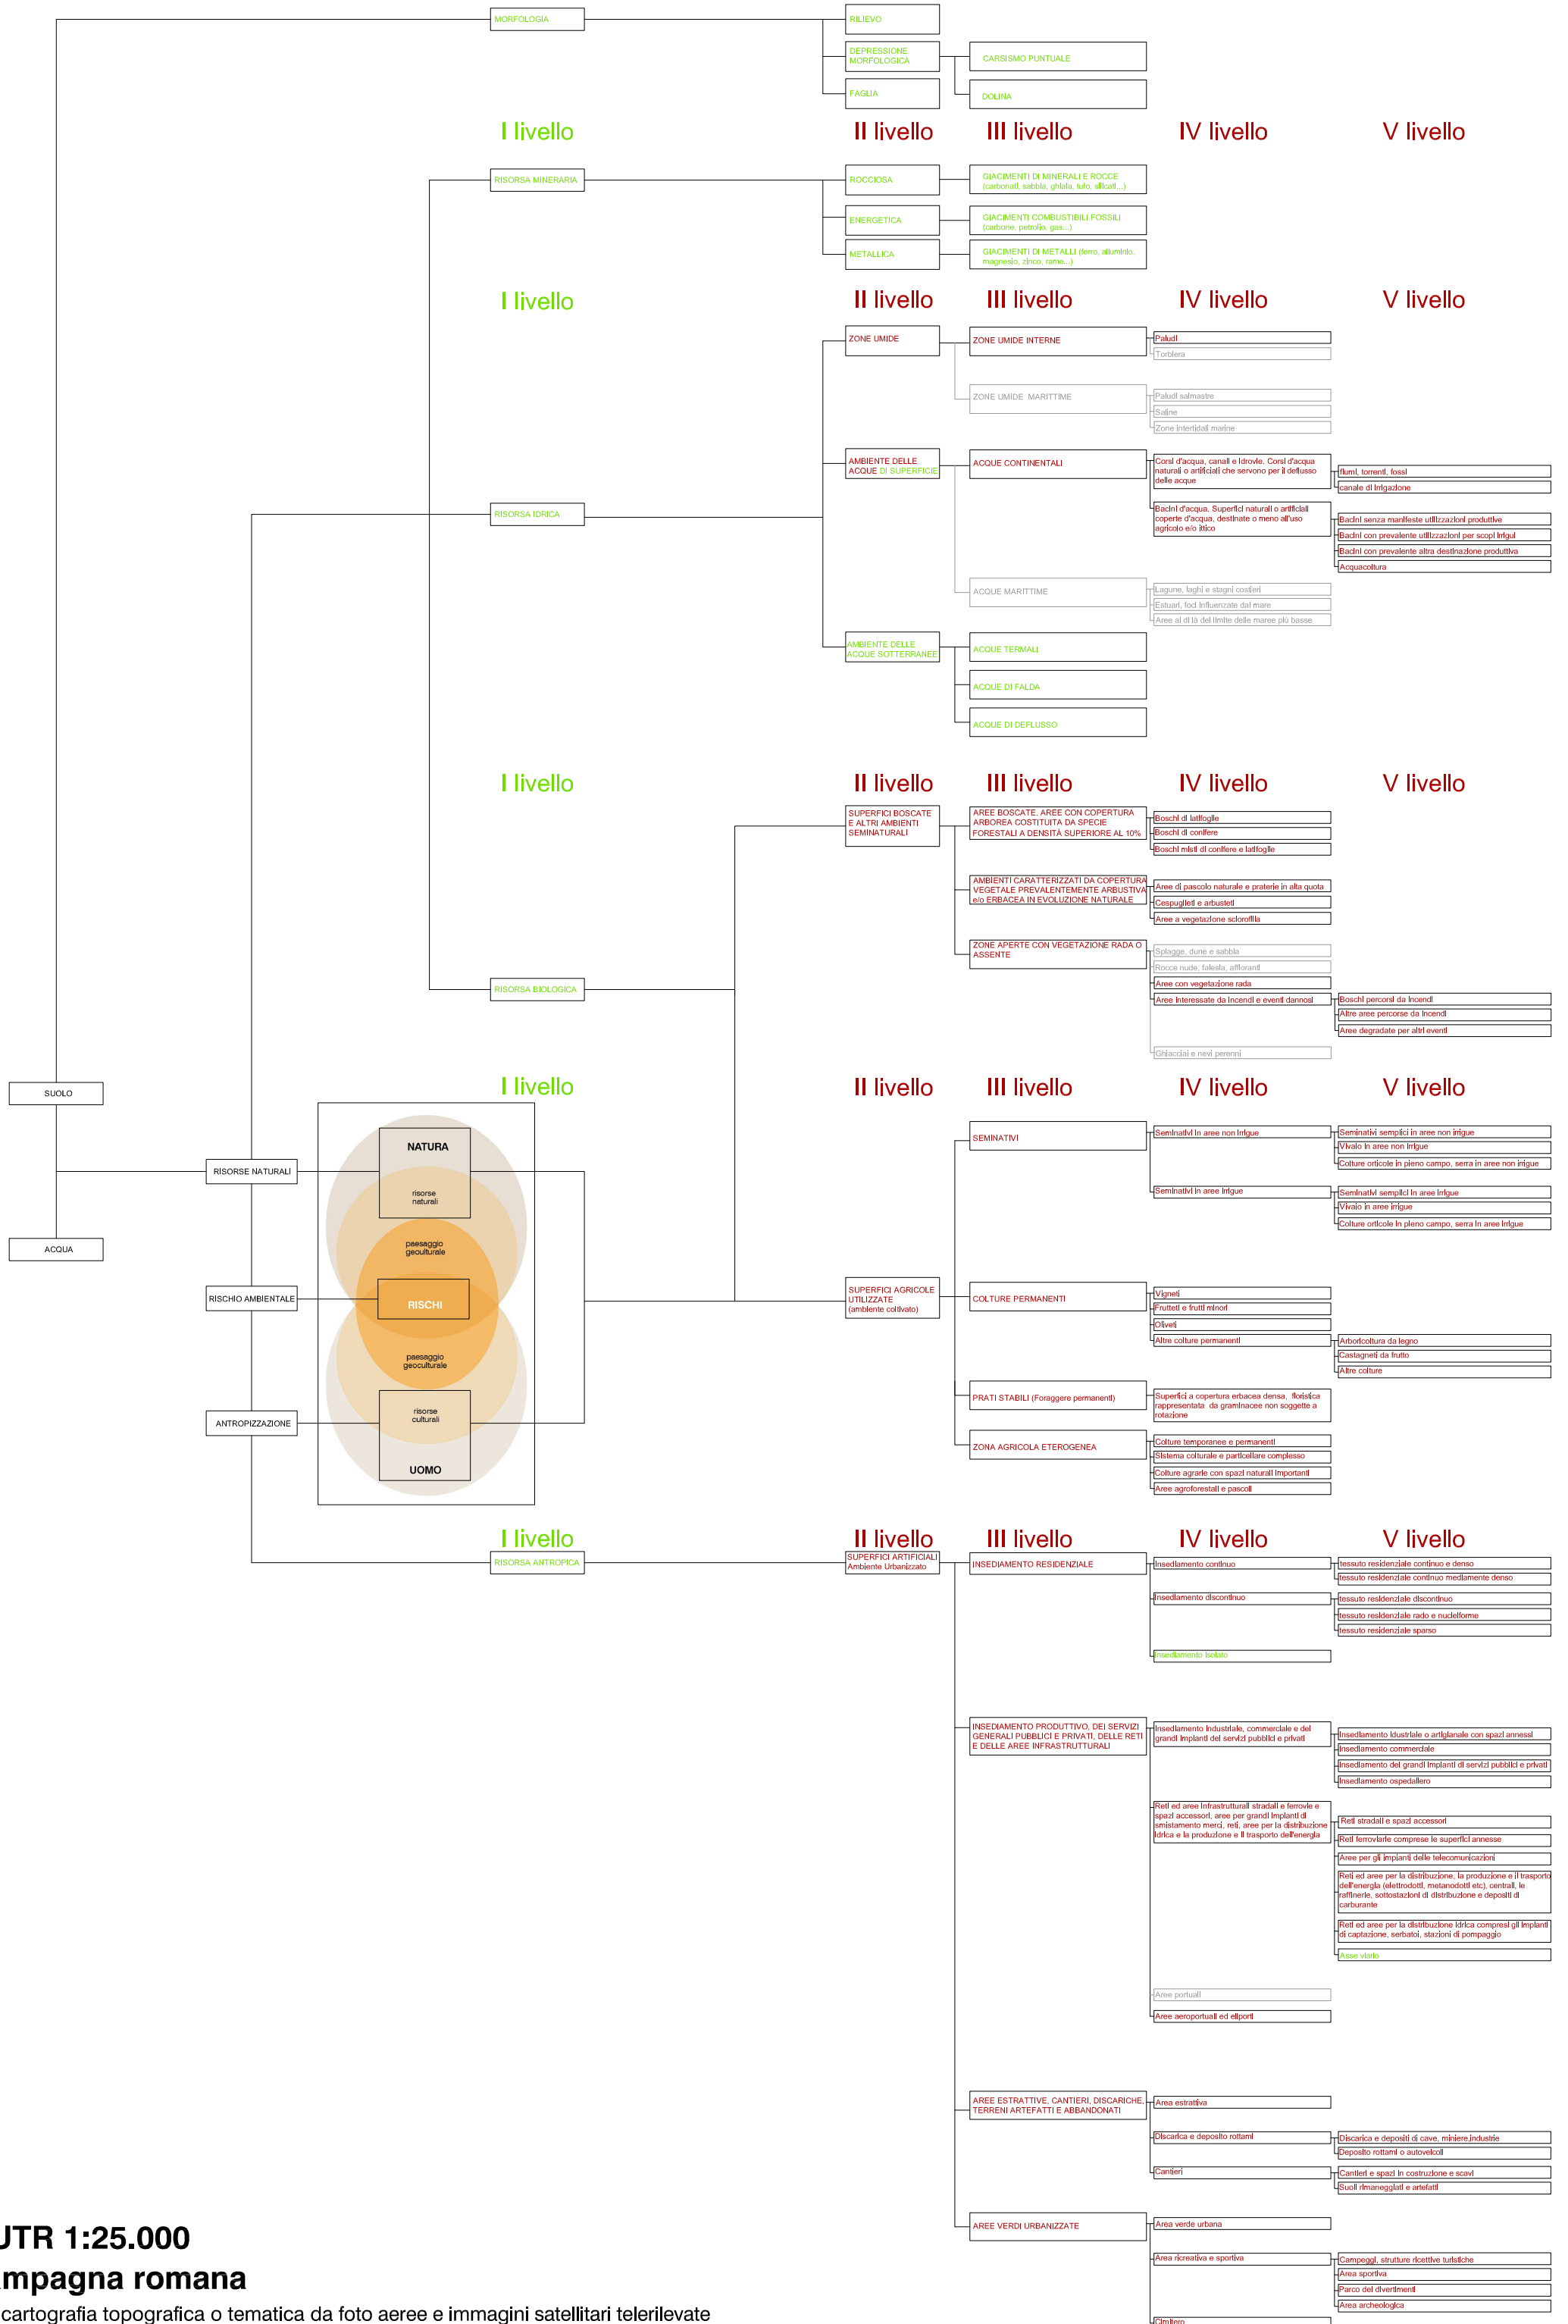 MORFOLOGIA
RILIEVO
DEPRESSIONE
MORFOLOGICA
CARSISMO PUNTUALE
FAGLIA
DOLINA
I livello
II livello
III livello
IV livello
V livello
RISORSA MINERARIA
ROCCIOSA
GIACIMENTI DI MINERALI E ROCCE
(carbonati, sabbia, ghiaia, tufo, silicati...)
ENERGETICA
GIACIMENTI COMBUSTIBILI FOSSILI
(carbone, petrolio, gas...)
METALLICA
GIACIMENTI DI METALLI (ferro, alluminio,
magnesio, zinco, rame...)
I livello
II livello
III livello
IV livello
V livello
ZONE UMIDE
ZONE UMIDE INTERNE
Paludi
Torbiera
ZONE UMIDE MARITTIME
Paludi salmastre
Saline
Zone intertidali marine
AMBIENTE DELLE
ACQUE DI SUPERFICIE
ACQUE CONTINENTALI
Corsi d'acqua, canali e idrovie. Corsi d'acqua
naturali o artificiali che servono per il deflusso
delle acque
fiumi, torrenti, fossi
canale di irrigazione
RISORSA IDRICA
Bacini d'acqua. Superfici naturali o artificiali
coperte d'acqua, destinate o meno all'uso
agricolo e/o ittico
Bacini senza manifeste utilizzazioni produttive
Bacini con prevalente utilizzazioni per scopi irrigui
Bacini con prevalente altra destinazione produttiva
Acquacoltura
ACQUE MARITTIME
Lagune, laghi e stagni costieri
Estuari, foci influenzate dal mare
Aree al di là del limite delle maree più basse
AMBIENTE DELLE
ACQUE SOTTERRANEE
ACQUE TERMALI
ACQUE DI FALDA
ACQUE DI DEFLUSSO
I livello
II livello
III livello
IV livello
V livello
SUPERFICI BOSCATE
E ALTRI AMBIENTI
SEMINATURALI
AREE BOSCATE. AREE CON COPERTURA
ARBOREA COSTITUITA DA SPECIE
FORESTALI A DENSITÀ SUPERIORE AL 10%
Boschi di latifoglie
Boschi di conifere
Boschi misti di conifere e latifoglie
AMBIENTI CARATTERIZZATI DA COPERTURA
VEGETALE PREVALENTEMENTE ARBUSTIVA
e/o ERBACEA IN EVOLUZIONE NATURALE
Aree di pascolo naturale e praterie in alta quota
Cespuglieti e arbusteti
Aree a vegetazione sclorofilla
ZONE APERTE CON VEGETAZIONE RADA O
ASSENTE
Spiagge, dune e sabbia
Rocce nude, falesia, affioranti
Aree con vegetazione rada
Aree interessate da incendi e eventi dannosi
Boschi percorsi da incendi
Altre aree percorse da incendi
Aree degradate per altri eventi
Ghiacciai e nevi perenni
RISORSA BIOLOGICA
I livello
II livello
III livello
IV livello
V livello
SUOLO
RISORSE NATURALI
ACQUA
RISCHIO AMBIENTALE
ANTROPIZZAZIONE
NATURA
risorse
naturali
paesaggio
geoculturale
RISCHI
paesaggio
geoculturale
risorse
culturali
UOMO
SEMINATIVI
Seminativi in aree non irrigue
Seminativi semplici in aree non irrigue
Vivaio in aree non irrigue
Colture orticole in pieno campo, serra in aree non irrigue
Seminativi in aree irrigue
Seminativi semplici in aree irrigue
Vivaio in aree irrigue
Colture orticole in pieno campo, serra in aree irrigue
SUPERFICI AGRICOLE
UTILIZZATE
(ambiente coltivato)
COLTURE PERMANENTI
Vigneti
Frutteti e frutti minori
Oliveti
Altre colture permanenti
Arboricoltura da legno
Castagneti da frutto
Altre colture
PRATI STABILI (Foraggere permanenti)
Superfici a copertura erbacea densa, floristica
rappresentata da graminacee non soggette a
rotazione
ZONA AGRICOLA ETEROGENEA
Colture temporanee e permanenti
Sistema colturale e particellare complesso
Colture agrarie con spazi naturali importanti
Aree agroforestali e pascoli
I livello
II livello
III livello
IV livello
V livello
RISORSA ANTROPICA
SUPERFICI ARTIFICIALI
Ambiente Urbanizzato
INSEDIAMENTO RESIDENZIALE
Insediamento continuo
tessuto residenziale continuo e denso
tessuto residenziale continuo mediamente denso
Insediamento discontinuo
tessuto residenziale discontinuo
tessuto residenziale rado e nucleiforme
tessuto residenziale sparso
Insediamento isolato
INSEDIAMENTO PRODUTTIVO, DEI SERVIZI
GENERALI PUBBLICI E PRIVATI, DELLE RETI
E DELLE AREE INFRASTRUTTURALI
Insediamento industriale, commerciale e dei
grandi impianti dei servizi pubblici e privati
Insediamento idustriale o artigianale con spazi annessi
Insediamento commerciale
Insediamento dei grandi impianti di servizi pubblici e privati
Insediamento ospedaliero
Reti ed aree infrastrutturali stradali e ferrovie e
spazi accessori, aree per grandi impianti di
smistamento merci, reti, aree per la distribuzione
idrica e la produzione e il trasporto dell'energia
Reti stradali e spazi accessori
Reti ferroviarie comprese le superfici annesse
Aree per gli impianti delle telecomunicazioni
Reti ed aree per la distribuzione, la produzione e il trasporto
dell'energia (elettrodotti, metanodotti etc), centrali, le
raffinerie, sottostazioni di distribuzione e depositi di
carburante
Reti ed aree per la distribuzione idrica compresi gli impianti
di captazione, serbatoi, stazioni di pompaggio
Asse viario
Aree portuali
Aree aeroportuali ed eliporti
AREE ESTRATTIVE, CANTIERI, DISCARICHE,
TERRENI ARTEFATTI E ABBANDONATI
Area estrattiva
Discarica e deposito rottami
Discarica e depositi di cave, miniere,industrie
Deposito rottami o autoveicoli
Cantieri
Cantieri e spazi in costruzione e scavi
Suoli rimaneggiati e artefatti
AREE VERDI URBANIZZATE
Area verde urbana
Area ricreativa e sportiva
Campeggi, strutture ricettive turistiche
Area sportiva
Parco dei divertimenti
Area archeologica
Cimitero
UTR 1:25.000
mpagna romana
cartografia topografica o tematica da foto aeree e immagini satellitari telerilevate